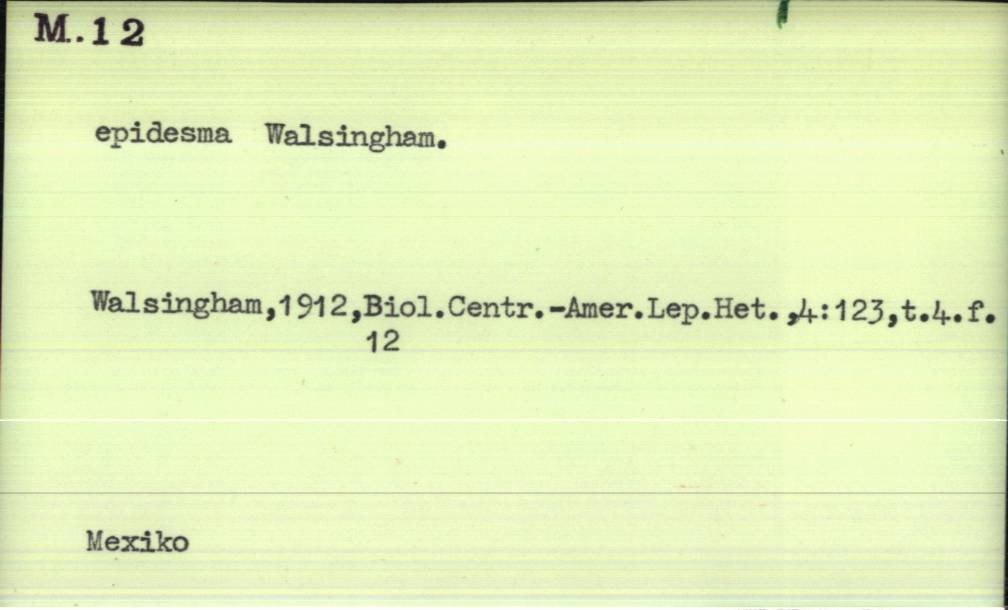 M.12
epidesma Walsingham.
Walsingham,1912,Biol.Centr.-Amer.Lep.Het.,4:123,t.4.f.
12
Mexiko